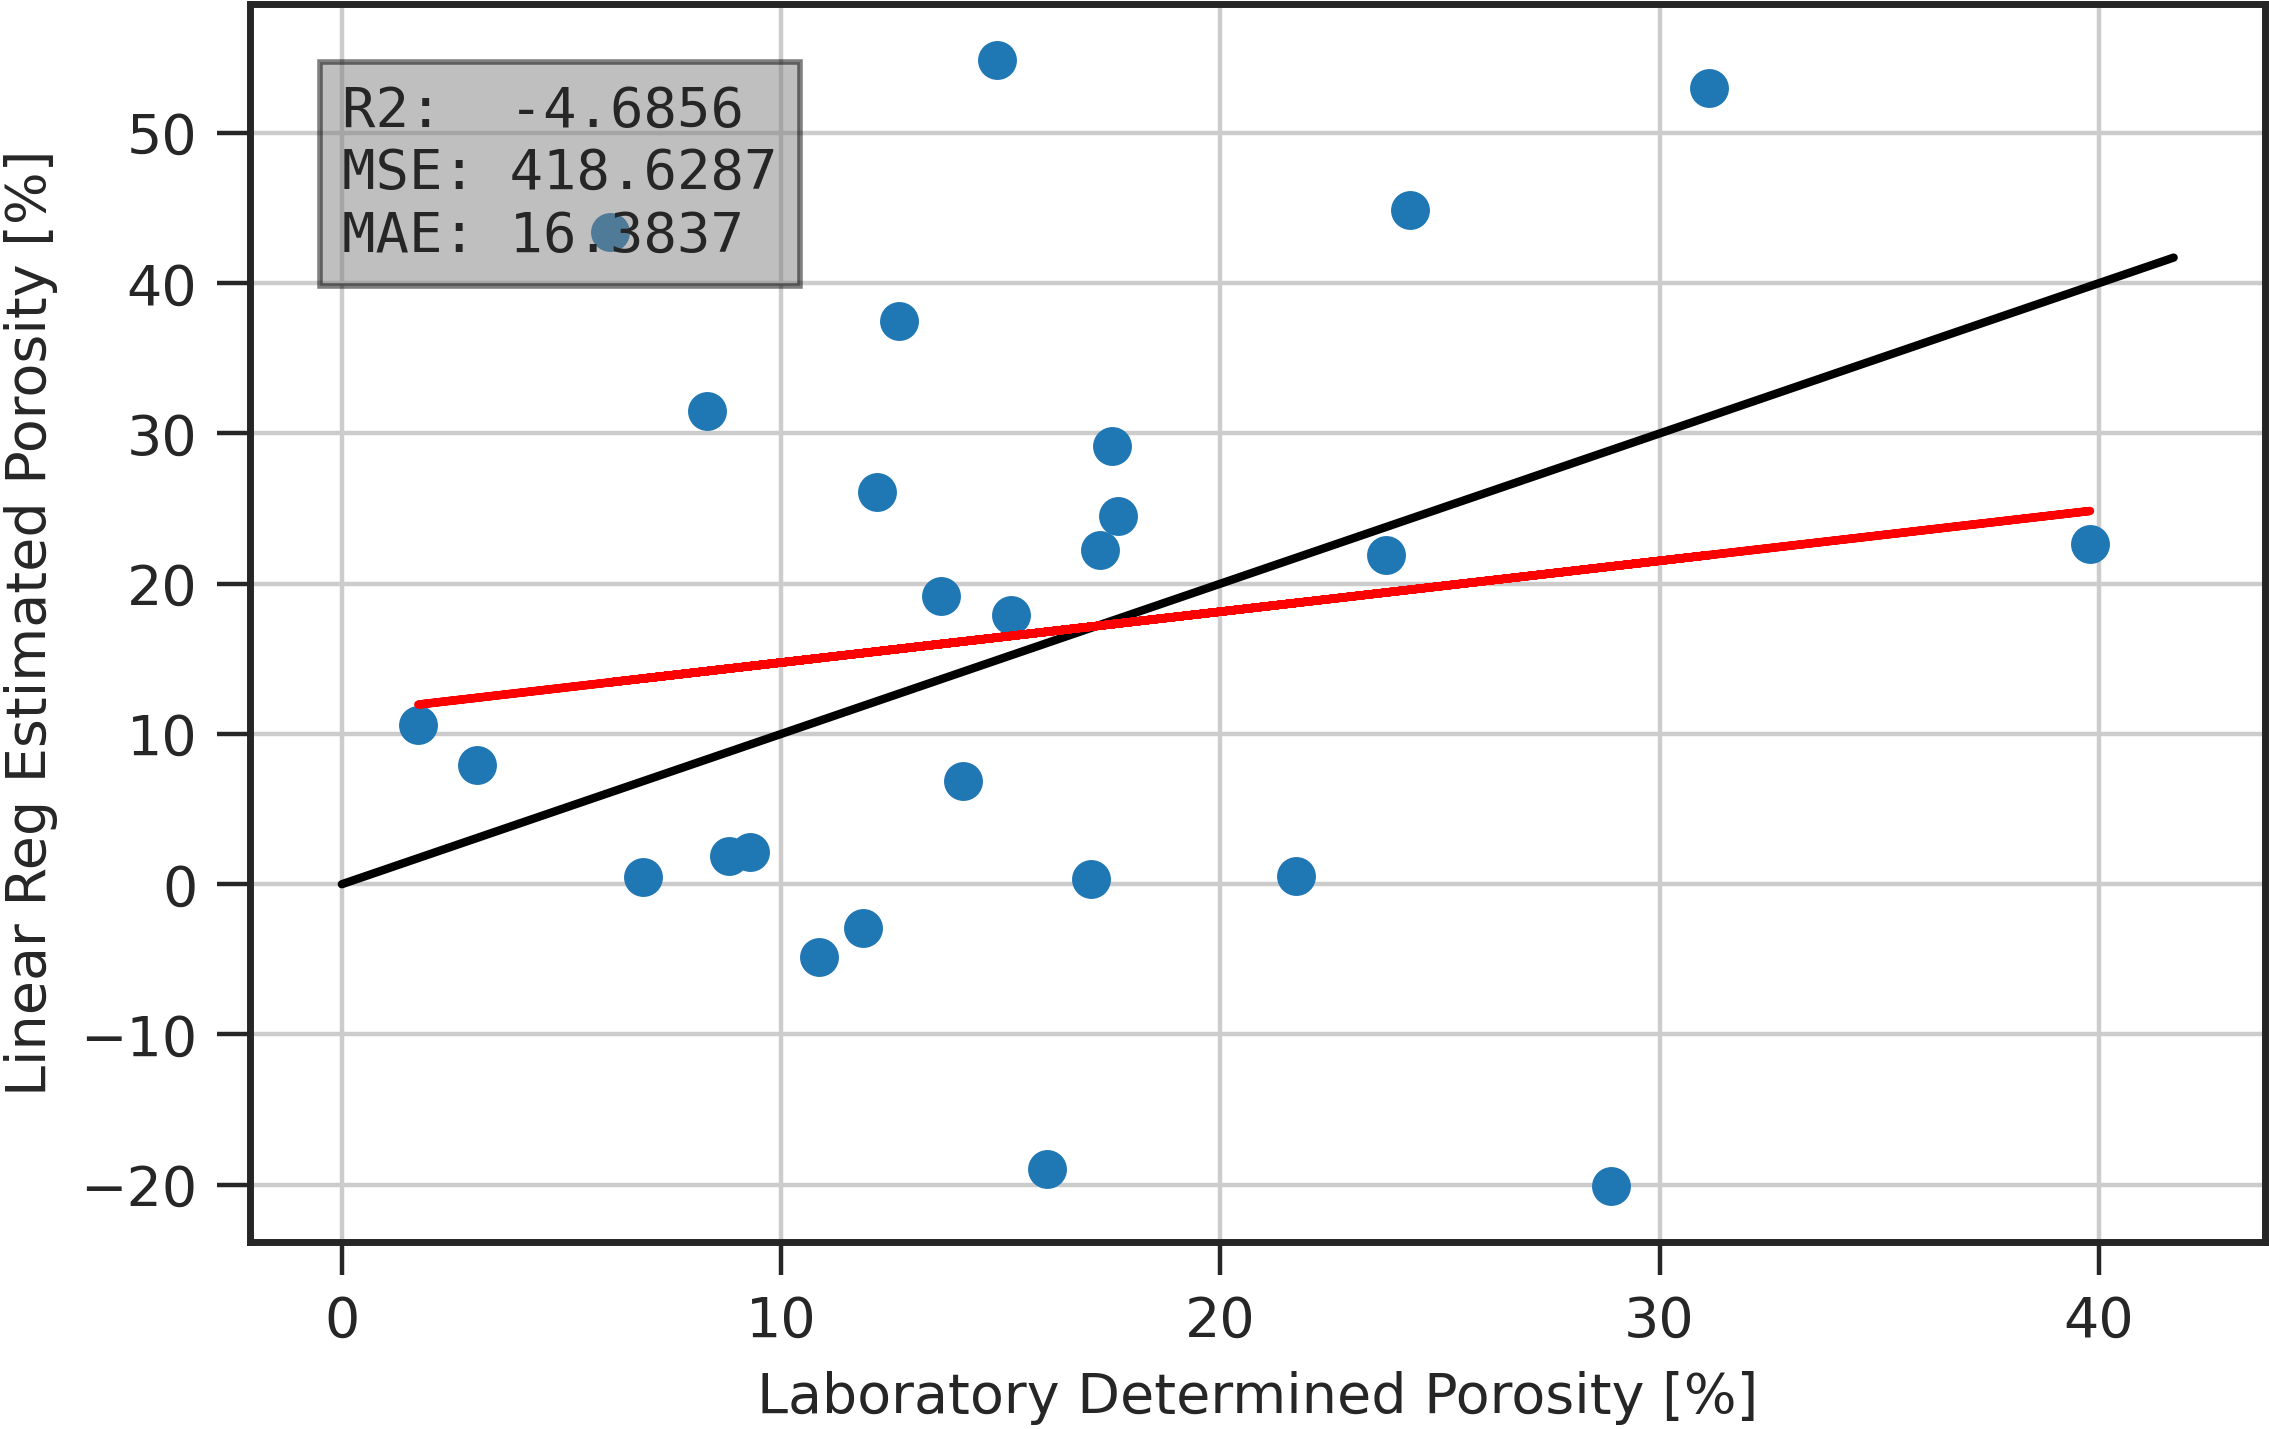 R2:  -4.6856
MSE: 418.6287
MAE: 16.3837
50
40
30
20
10
0
−10
−20
Linear Reg Estimated Porosity [%]
0 10 20 30 40
Laboratory Determined Porosity [%]